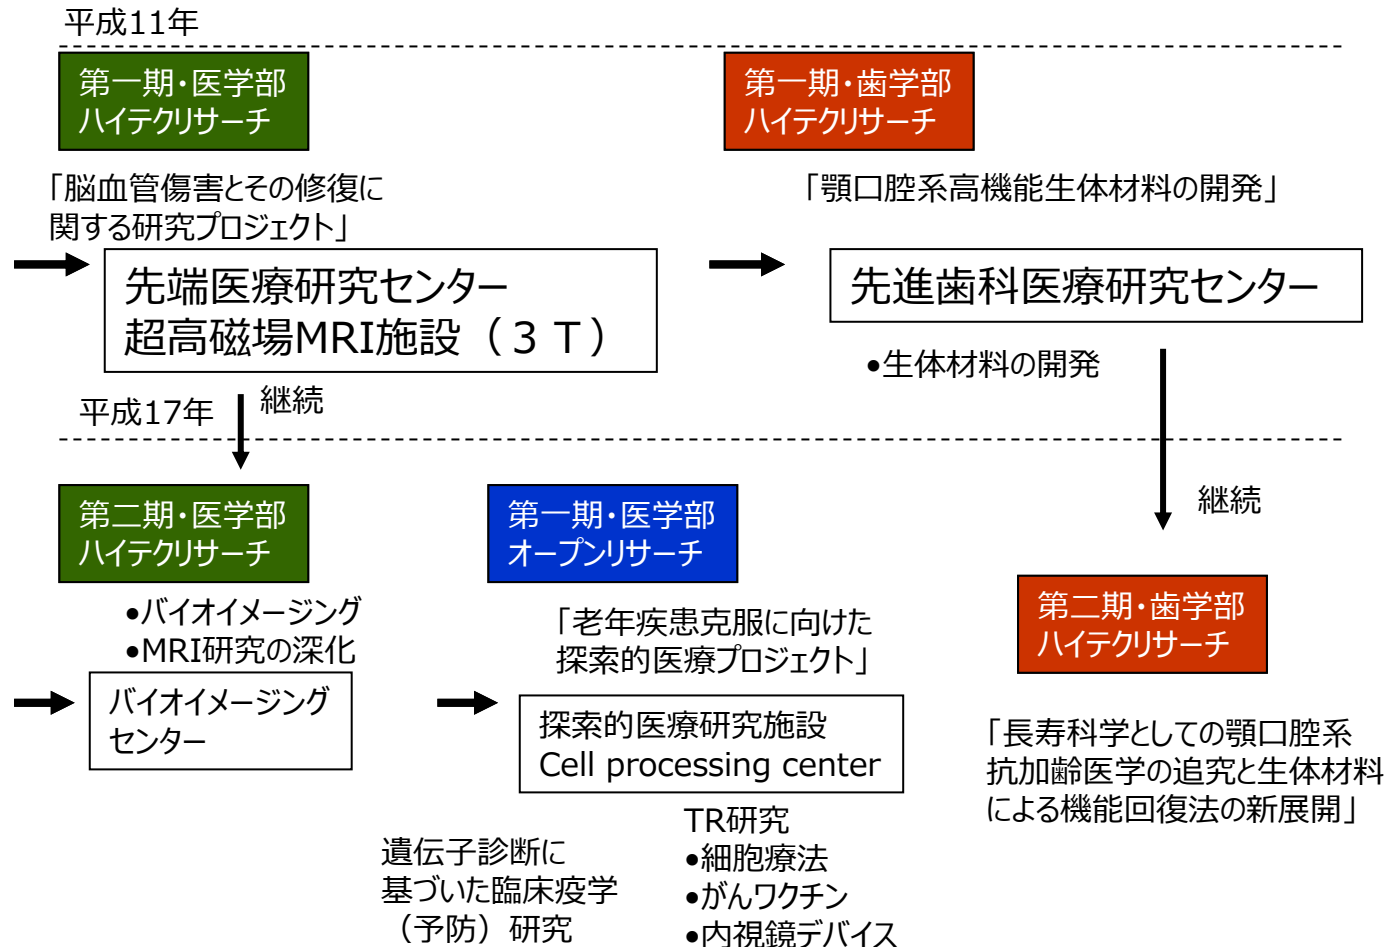 平成11年
第一期・医学部
ハイテクリサーチ
第一期・歯学部
ハイテクリサーチ
「脳血管傷害とその修復に
関する研究プロジェクト」
「顎口腔系高機能生体材料の開発」
先端医療研究センター
超高磁場MRI施設（３Ｔ）
先進歯科医療研究センター
•生体材料の開発
継続
平成17年
継続
第二期・医学部
ハイテクリサーチ
第一期・医学部
オープンリサーチ
第二期・歯学部
ハイテクリサーチ
•バイオイメージング
•MRI研究の深化
「老年疾患克服に向けた
探索的医療プロジェクト」
バイオイメージング
センター
探索的医療研究施設
Cell processing center
「長寿科学としての顎口腔系
抗加齢医学の追究と生体材料
による機能回復法の新展開」
遺伝子診断に
基づいた臨床疫学
（予防）研究
TR研究
•細胞療法
•がんワクチン
•内視鏡デバイス